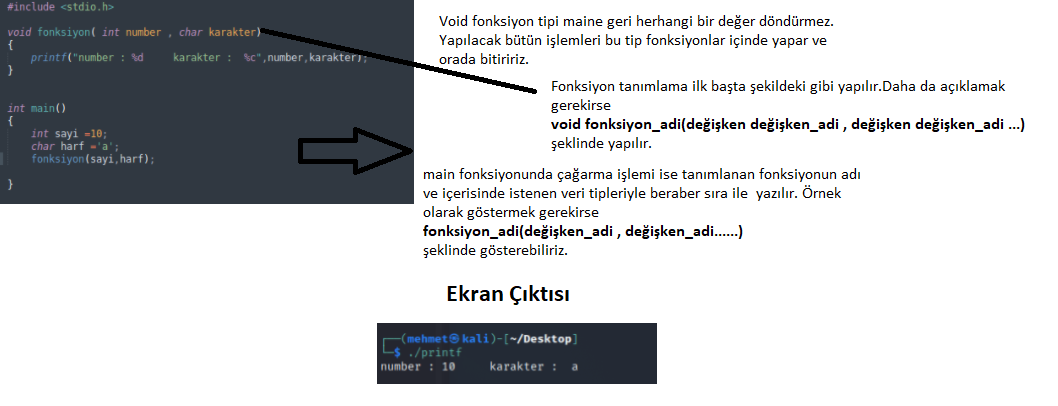 #include <stdio.h>
void fonksiyon( int number , char karakter)
{
printf("number : %d     karakter :  %c",number,karakter);
}
int main()
{
int sayi =10;
char harf ='a';
fonksiyon(sayi,harf);
}
Void fonksiyon tipi maine geri herhangi bir değer döndürmez.
Yapılacak bütün işlemleri bu tip fonksiyonlar içinde yapar ve
orada bitiririz.
Fonksiyon tanımlama ilk başta şekildeki gibi yapılır.Daha da açıklamak
gerekirse
void fonksiyon_adi(değişken değişken_adi , değişken değişken_adi ...)
şeklinde yapılır.
main fonksiyonunda çağarma işlemi ise tanımlanan fonksiyonun adı
ve içerisinde istenen veri tipleriyle beraber sıra ile  yazılır. Örnek
olarak göstermek gerekirse
fonksiyon_adi(değişken_adi , değişken_adi......)
şeklinde gösterebiliriz.
Ekran Çıktısı
┌──(mehmet㉿kali)-[~/Desktop]
└─$ ./printf
number : 10     karakter :  a